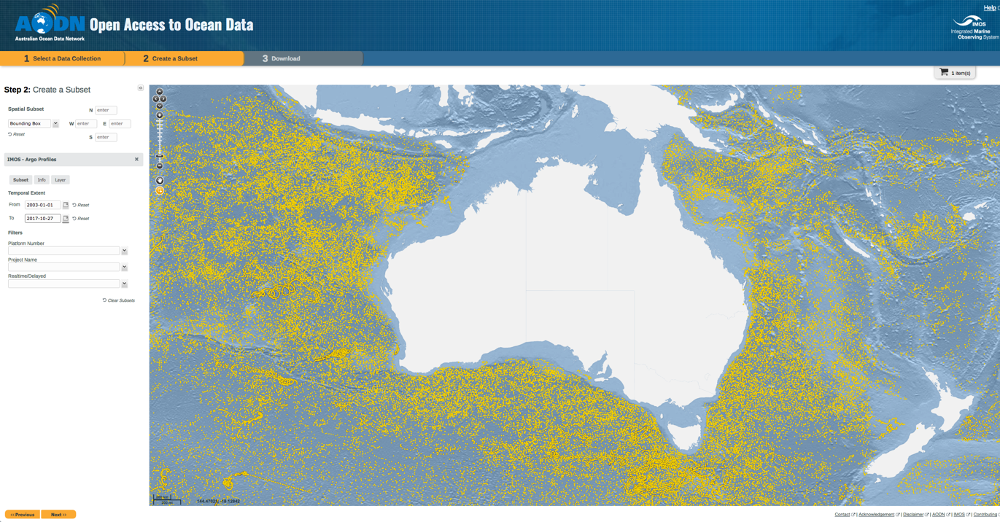 Help
AODN Open Access to Ocean Data
Australian Ocean Data Network
IMOS
Integrated Marine
Observing System
1 Select a Data Collection
2 Create a Subset
3 Download
1 item(s)
Step 2: Create a Subset
Spatial Subset
N enter
Bounding Box
W enter E enter
Reset
S enter
IMOS - Argo Profiles
Subset Info Layer
Temporal Extent
From 2003-01-01 Reset
To 2017-10-27 Reset
Filters
Platform Number
Project Name
Realtime/Delayed
Clear Subsets
144.47021, -15.12842
<< Previous Next >>
Contact | Acknowledgement | Disclaimer | AODN | IMOS | Contributing